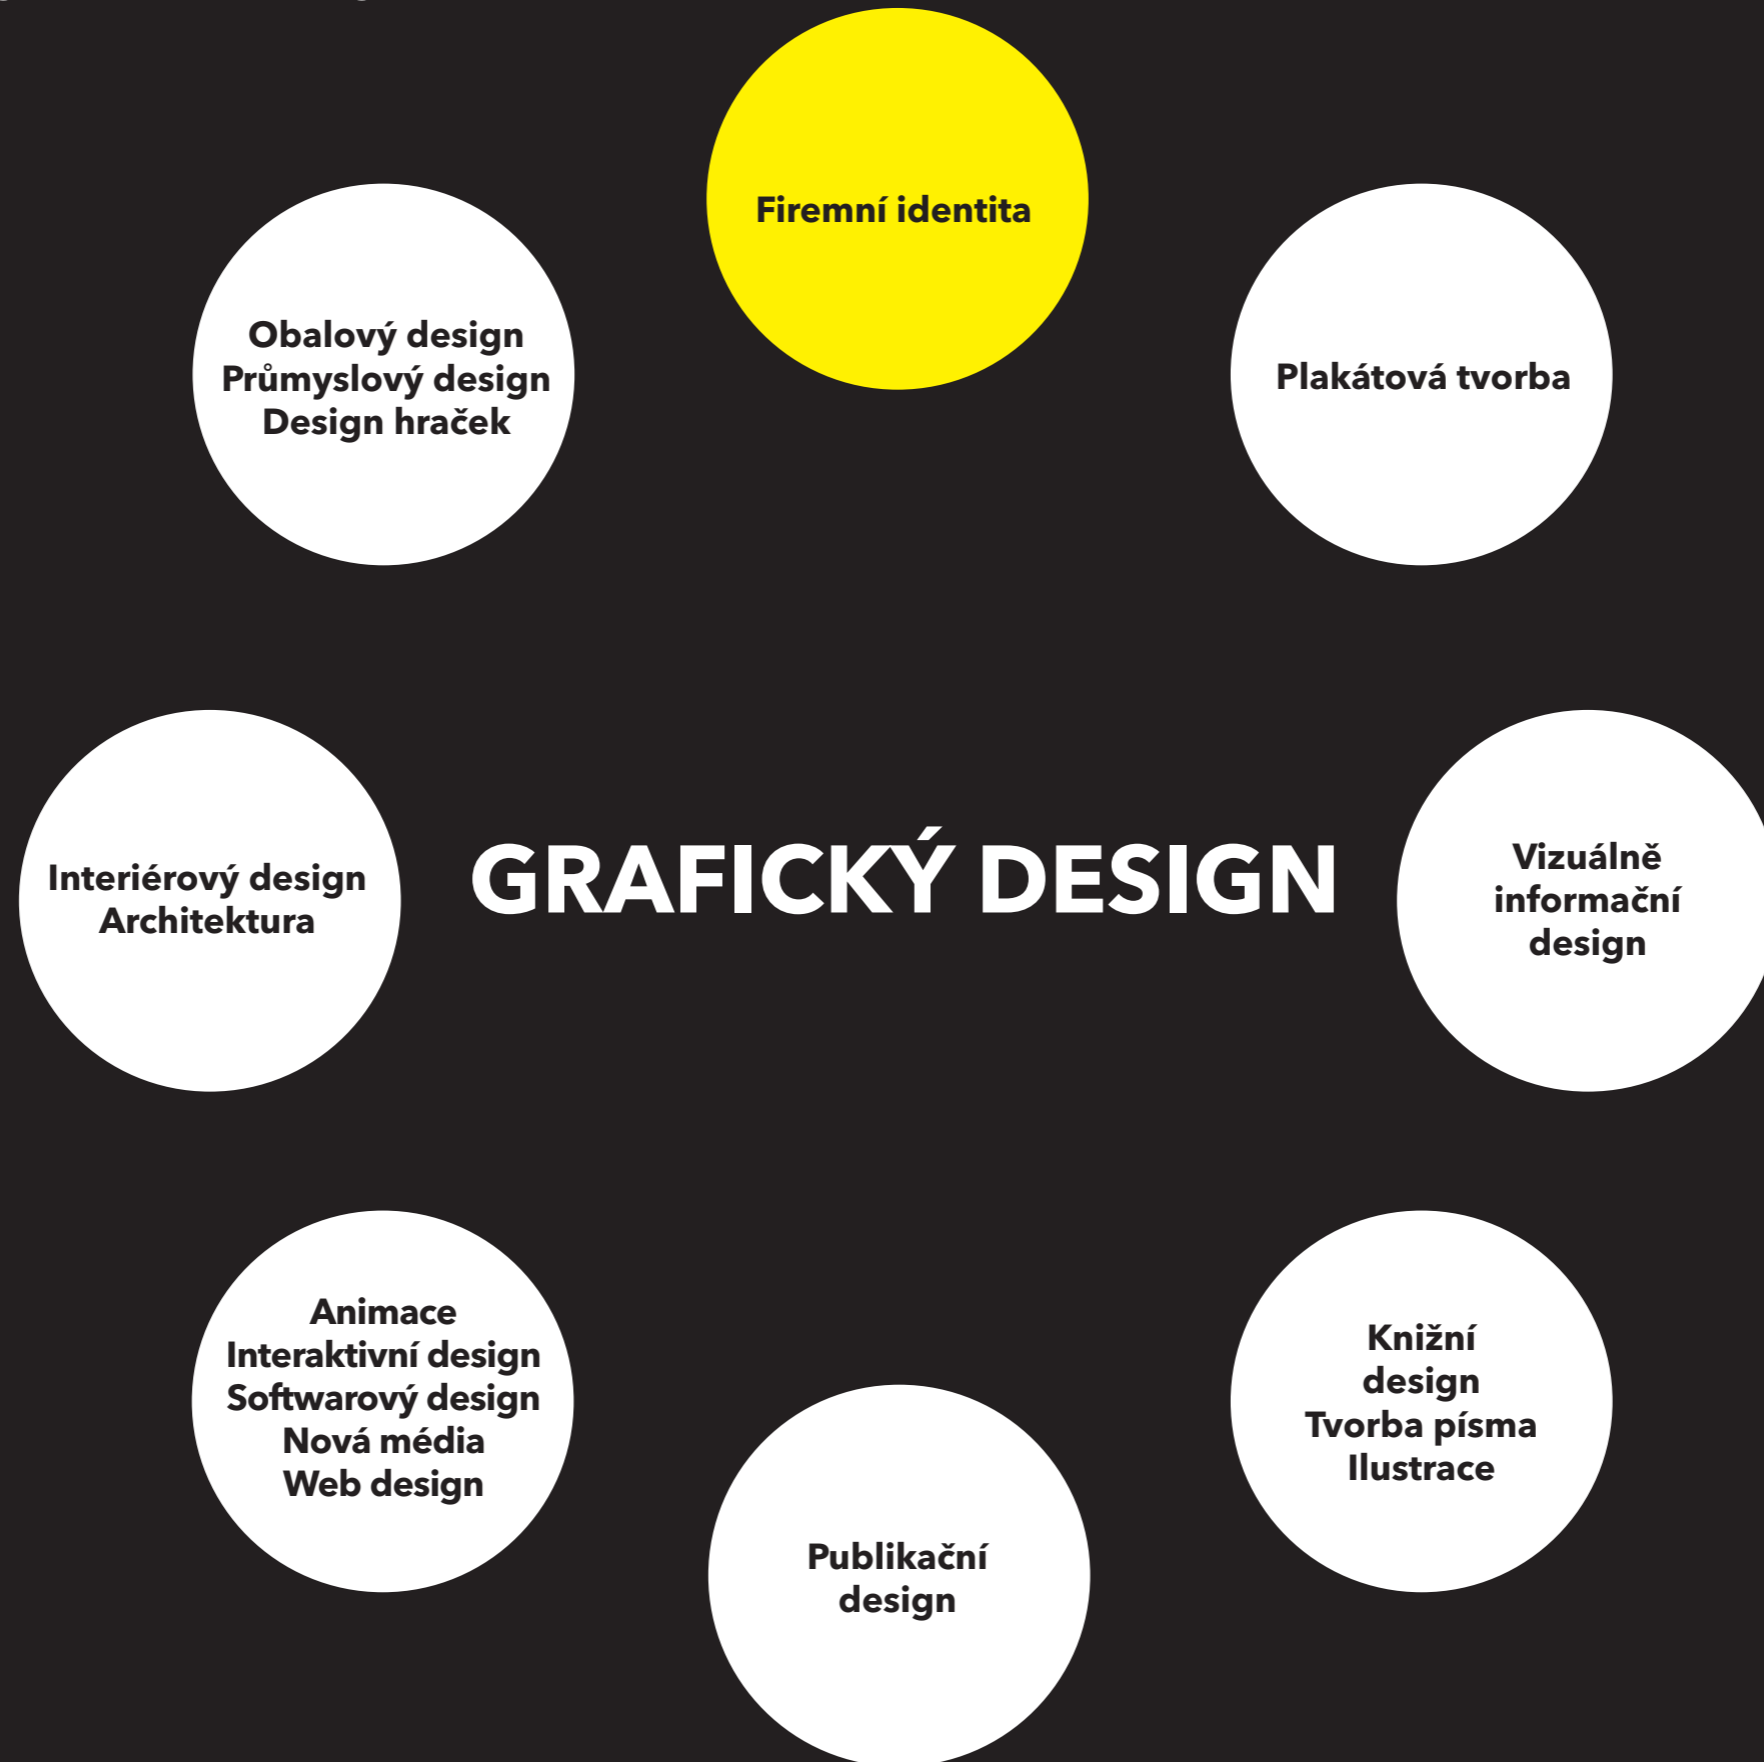 Firemní identita
Obalový design
Průmyslový design
Design hraček
Plakátová tvorba
GRAFICKÝ DESIGN
Interiérový design
Architektura
Vizuálně
informační
design
Animace
Interaktivní design
Softwarový design
Nová média
Web design
Knižní
design
Tvorba písma
Ilustrace
Publikační
design